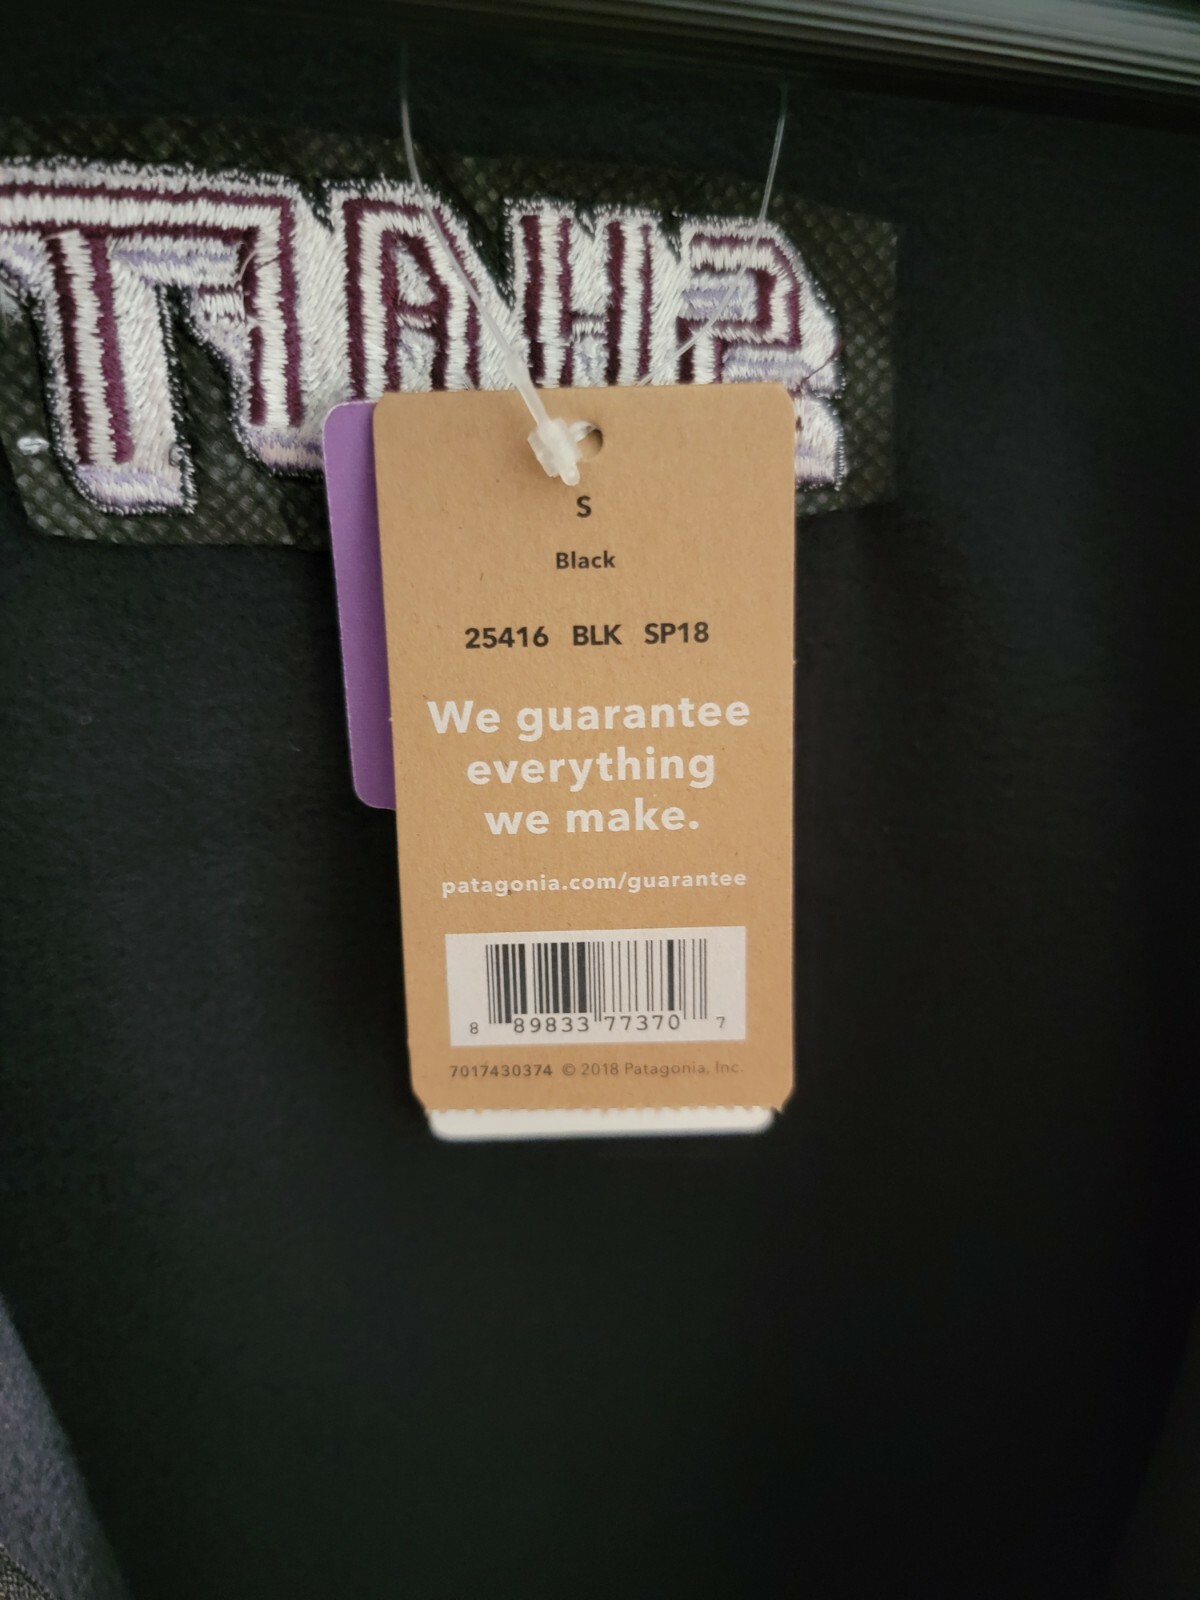 S
Black
25416 BLK SP18
We guarantee
everything
we make.
patagonia.com/guarantee
8 89833 77370 7
7017430374 © 2018 Patagonia, Inc.